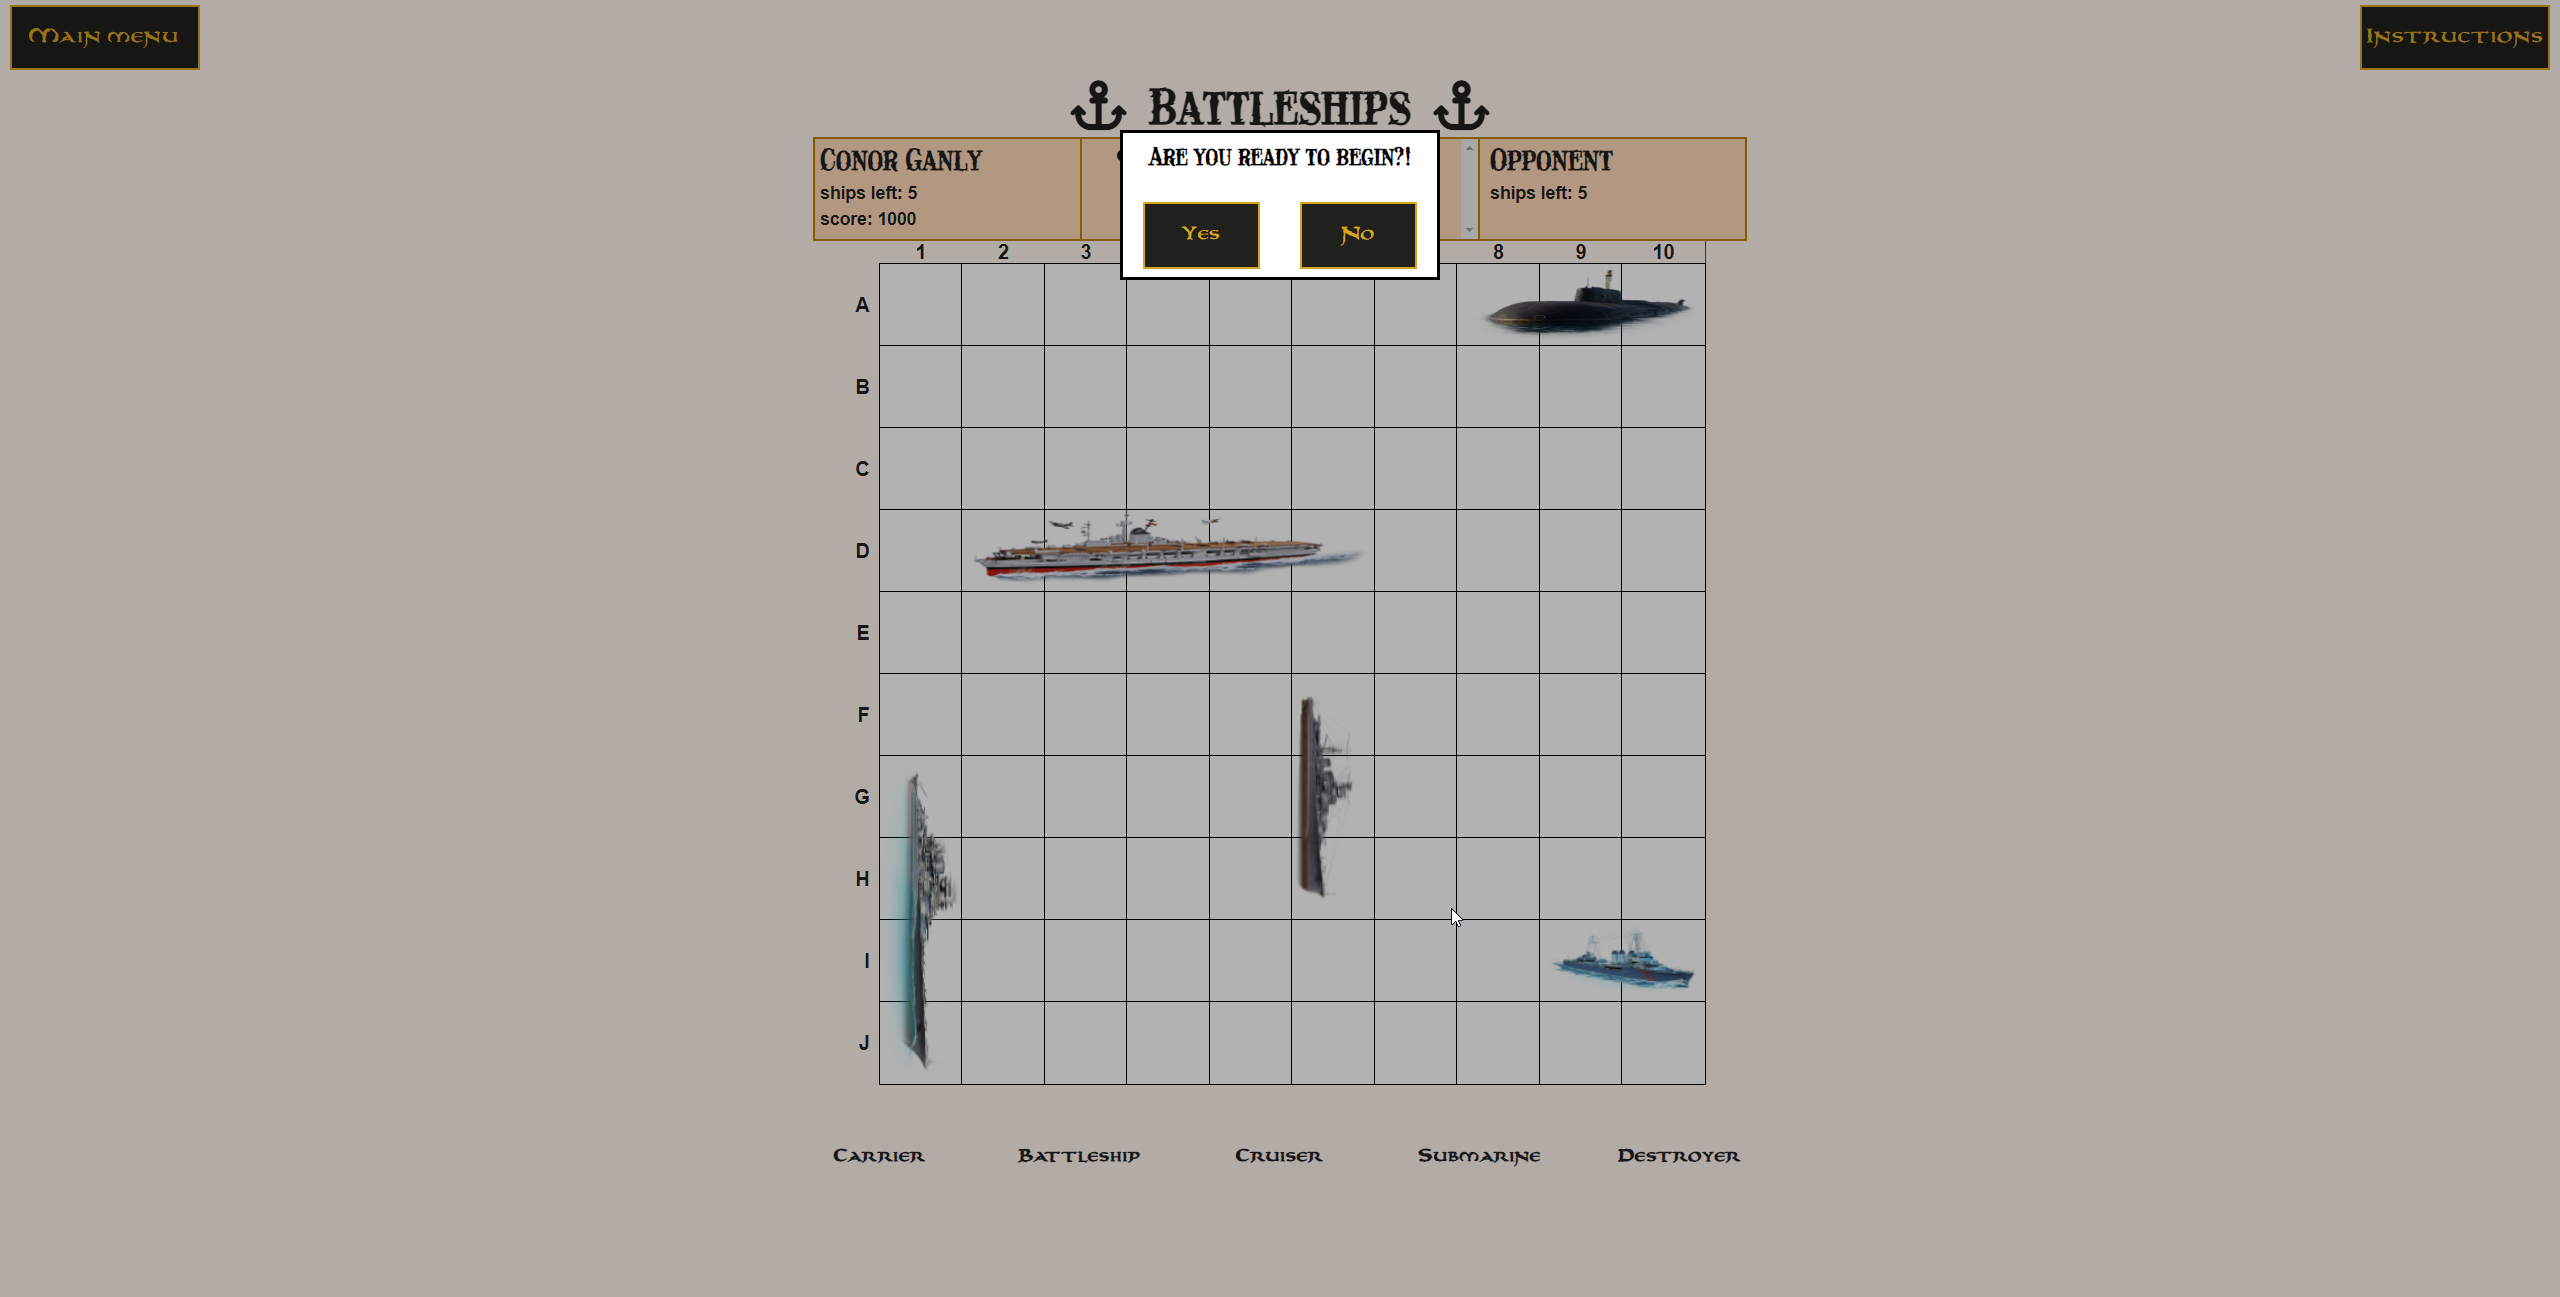 Main menu
Instructions
Battleships
Conor Ganly
ships left: 5
score: 1000
Are you ready to begin?!
Yes
No
Opponent
ships left: 5
1 2 3 8 9 10
A
B
C
D
E
F
G
H
I
J
Carrier Battleship Cruiser Submarine Destroyer